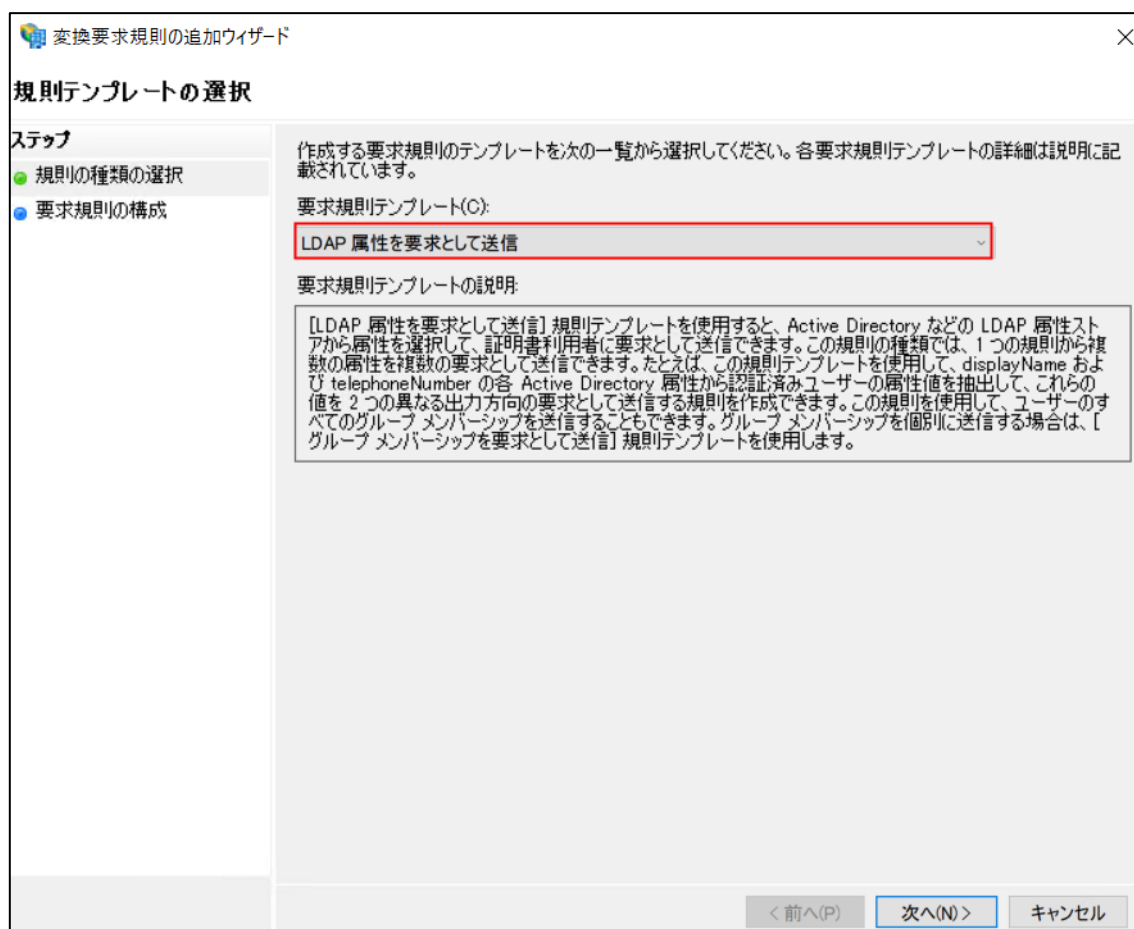 変換要求規則の追加ウィザード
規則テンプレートの選択
ステップ
規則の種類の選択
要求規則の構成
作成する要求規則のテンプレートを次の一覧から選択してください。各要求規則テンプレートの詳細は説明に記
載されています。
要求規則テンプレート(C):
LDAP 属性を要求として送信
要求規則テンプレートの説明:
[LDAP 属性を要求として送信] 規則テンプレートを使用すると、Active Directory などの LDAP 属性スト
アから属性を選択して、証明書利用者に要求として送信できます。この規則の種類では、1 つの規則から複
数の属性を複数の要求として送信できます。たとえば、この規則テンプレートを使用して、displayName およ
び telephoneNumber の各 Active Directory 属性から認証済みユーザーの属性値を抽出して、これらの
値を 2 つの異なる出力方向の要求として送信する規則を作成できます。この規則を使用して、ユーザーのす
べてのグループ メンバーシップを送信することもできます。グループ メンバーシップを個別に送信する場合は、[
グループ メンバーシップを要求として送信] 規則テンプレートを使用します。
< 前へ(P)
次へ(N) >
キャンセル